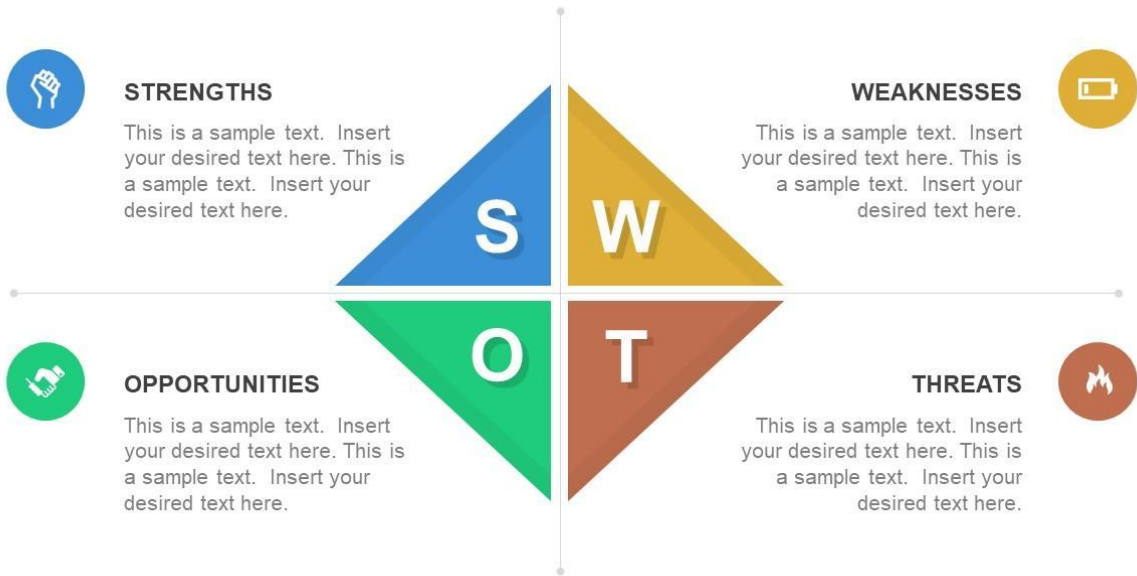 STRENGTHS
This is a sample text.  Insert
your desired text here. This is
a sample text.  Insert your
desired text here.
WEAKNESSES
This is a sample text.  Insert
your desired text here. This is
a sample text.  Insert your
desired text here.
S
W
O
T
OPPORTUNITIES
This is a sample text.  Insert
your desired text here. This is
a sample text.  Insert your
desired text here.
THREATS
This is a sample text.  Insert
your desired text here. This is
a sample text.  Insert your
desired text here.